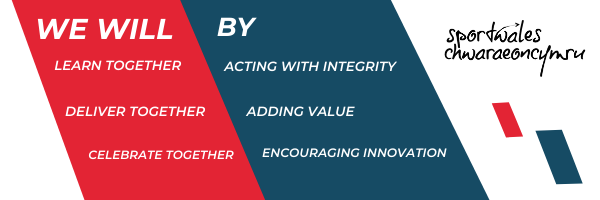 WE WILL
LEARN TOGETHER
DELIVER TOGETHER
CELEBRATE TOGETHER
BY
ACTING WITH INTEGRITY
ADDING VALUE
ENCOURAGING INNOVATION
sportwales
chwaraeoncymru